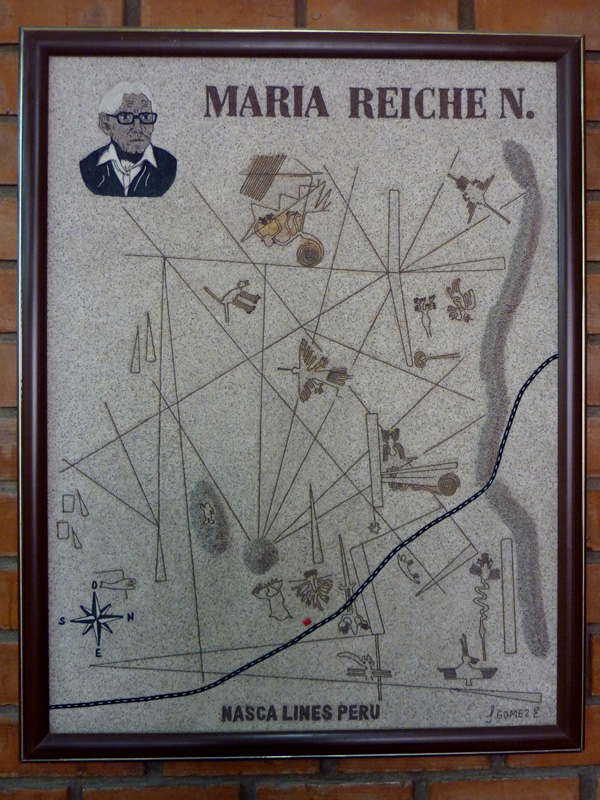 MARIA REICHE N.
O
S N
E
NASCA LINES PERU
J GOMEZ E